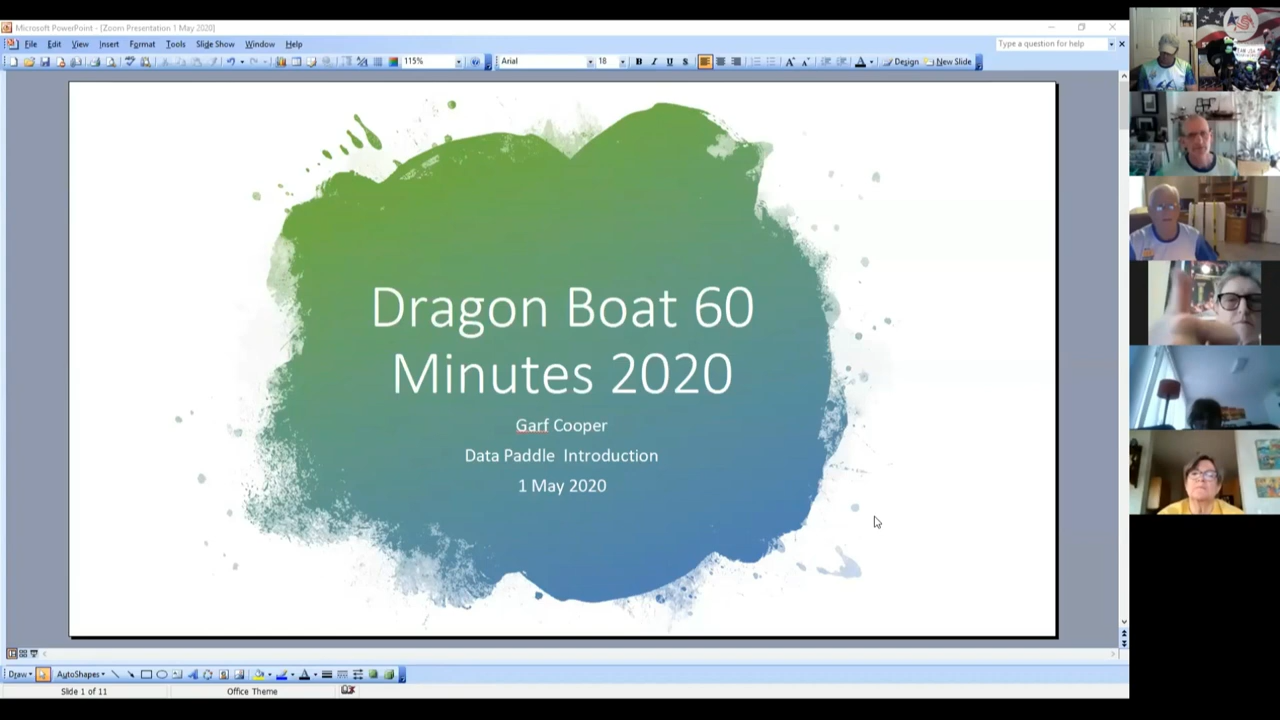 Microsoft PowerPoint - [Zoom Presentation 1 May 2020]
File Edit View Insert Format Tools Slide Show Window Help
Type a question for help
115%
Arial
18
B I U S
Design
New Slide
Dragon Boat 60
Minutes 2020
Garf Cooper
Data Paddle Introduction
1 May 2020
Draw
AutoShapes
Slide 1 of 11
Office Theme